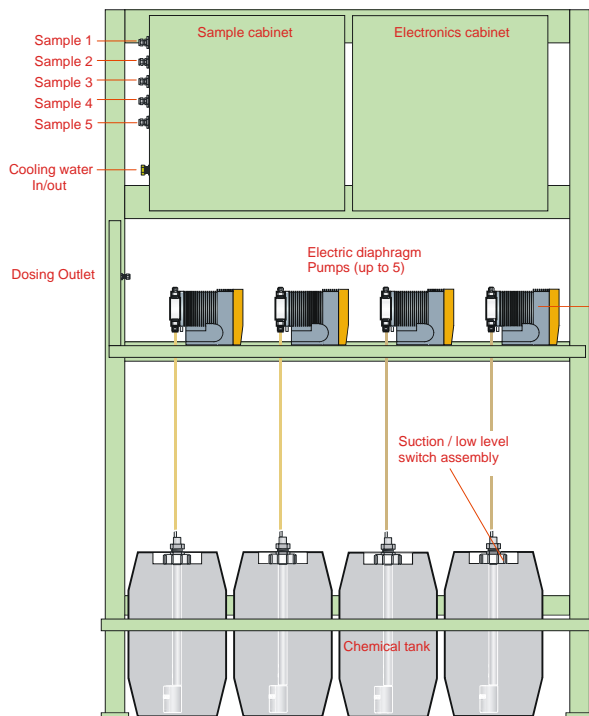 Sample cabinet
Electronics cabinet
Sample 1
Sample 2
Sample 3
Sample 4
Sample 5
Cooling water
In/out
Electric diaphragm
Pumps (up to 5)
Dosing Outlet
Suction / low level
switch assembly
Chemical tank